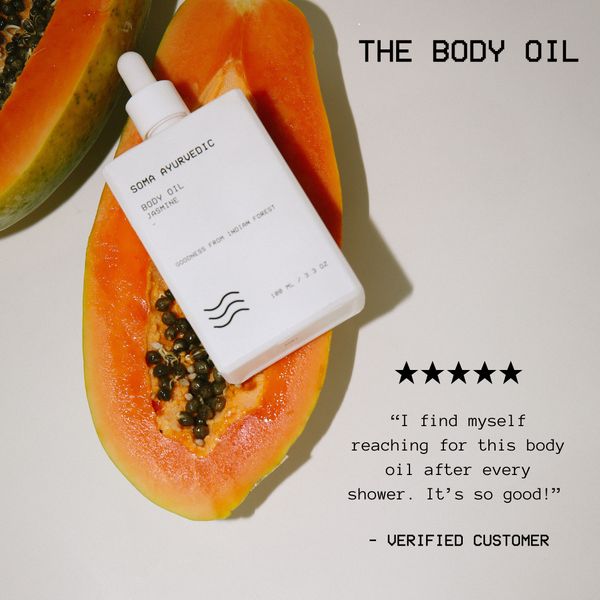 THE BODY OIL
SOMA AYURVEDIC
BODY OIL
JASMINE
GOODNESS FROM INDIAN FOREST
100 ML / 3.3 OZ
★★★★★
“I find myself
reaching for this body
oil after every
shower. It’s so good!”
- VERIFIED CUSTOMER